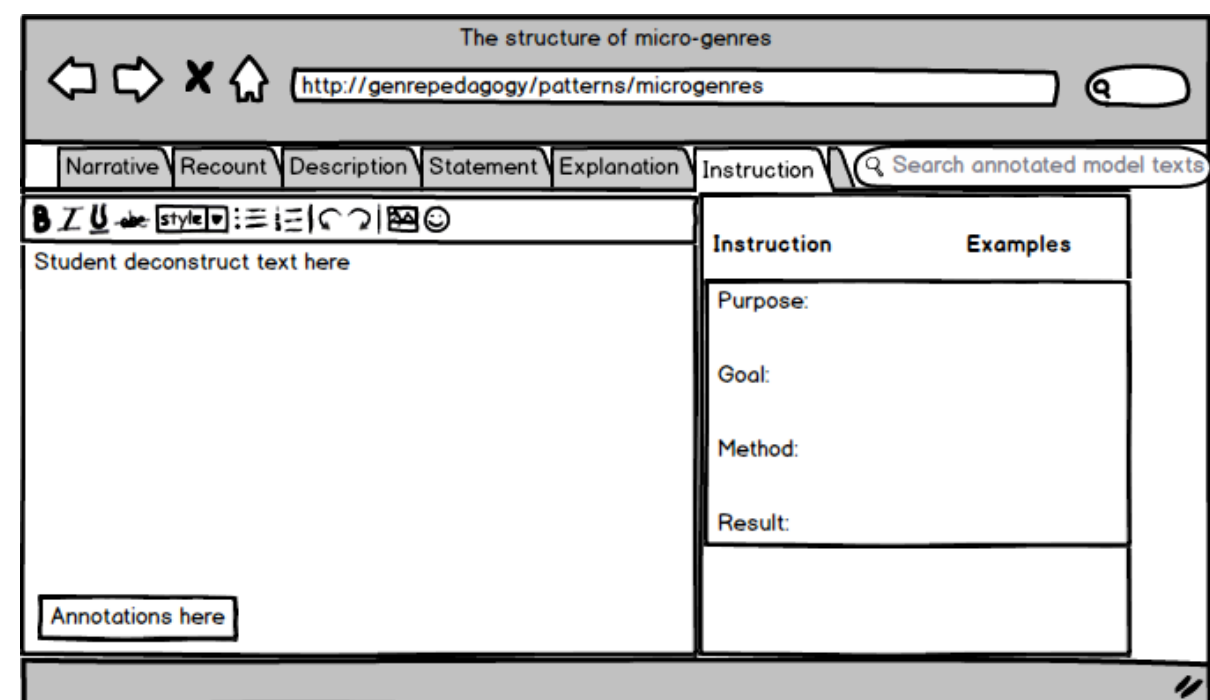 The structure of micro-genres
http://genrepedagogy/patterns/microgenres
Narrative Recount Description Statement Explanation Instruction Search annotated model texts
B I U abc style
Instruction Examples
Student deconstruct text here
Purpose:
Goal:
Method:
Result:
Annotations here